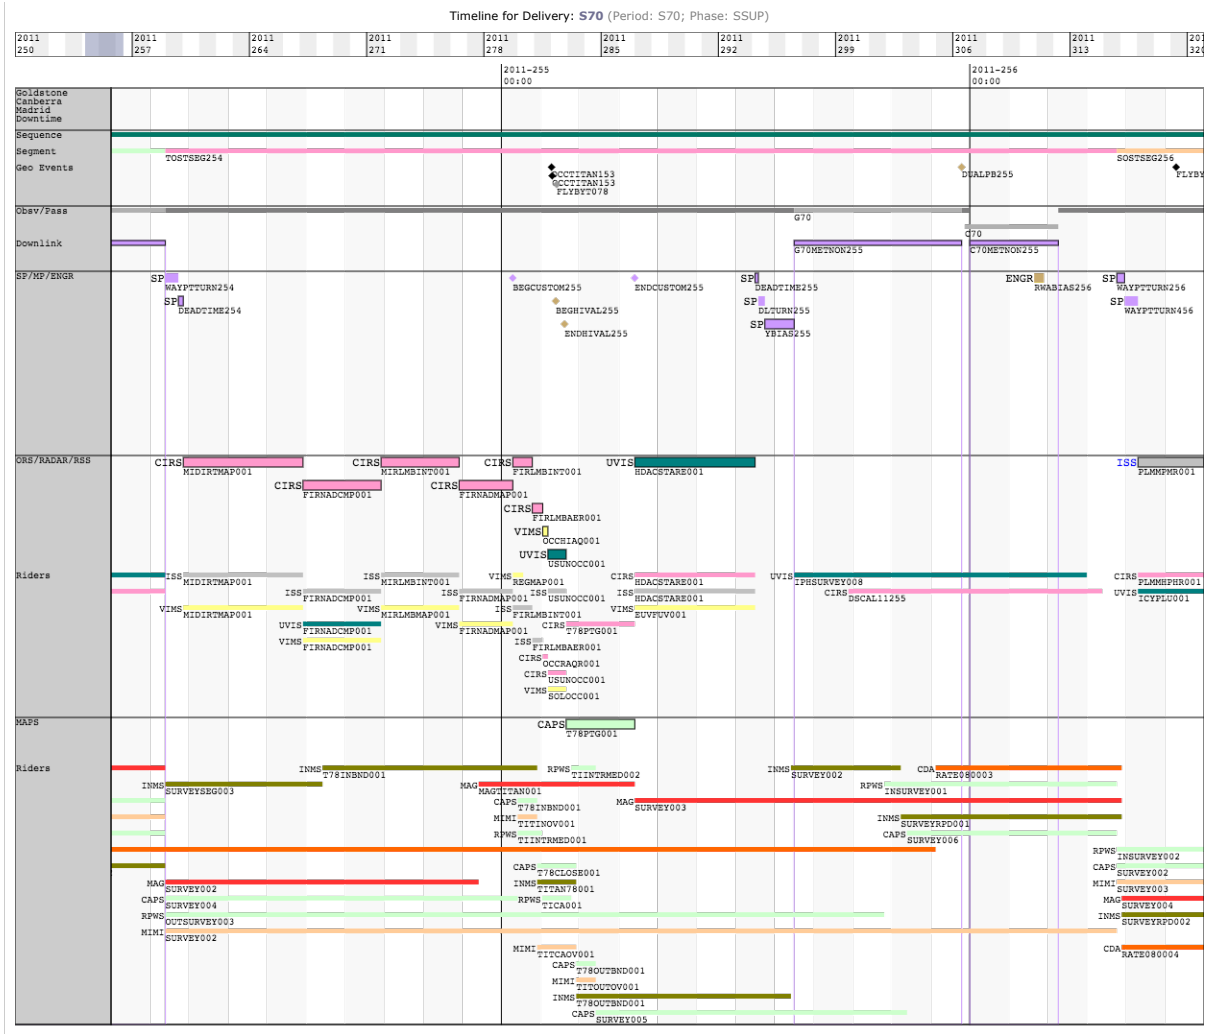 Timeline for Delivery: S70 (Period: S70; Phase: SSUP)
2011 2011 2011 2011 2011 2011 2011 2011 2011 2011 201
250 257 264 271 278 285 292 299 306 313 320
2011-255 2011-256
00:00 00:00
Goldstone
Canberra
Madrid
Downtime
Sequence
Segment
TOSTSEG254 SOSTSEG256
Geo Events
OCCTITAN153 DUALPB255 FLYBY
OCCTITAN153
FLYBYT078
Obsv/Pass
G70
C70
Downlink
G70METNON255 C70METNON255
SP/MP/ENGR
SP SP ENGR SP
WAYPTTURN254 BEGCUSTOM255 ENDCUSTOM255 DEADTIME255 RWABIAS256 WAYPTTURN256
SP SP SP
DEADTIME254 BEGHIVAL255 DLTURN255 WAYPTTURN456
SP
ENDHIVAL255 YBIAS255
ORS/RADAR/RSS
CIRS CIRS CIRS UVIS ISS
MIDIRTMAP001 MIRLMBINT001 FIRLMBINT001 HDACSTARE001 PLMMPMR001
CIRS CIRS
FIRNADCMP001 FIRNADMAP001
CIRS
FIRLMBAER001
VIMS
OCCHIAQ001
UVIS
USUNOCC001
Riders
ISS ISS VIMS CIRS UVIS CIRS
MIDIRTMAP001 MIRLMBINT001 REGMAP001 HDACSTARE001 IPHSURVEY008 PLMMHPHR001
ISS ISS ISS ISS CIRS UVIS
FIRNADCMP001 FIRNADMAP001 USUNOCC001 HDACSTARE001 DSCAL11255 ICYPLU001
VIMS VIMS ISS VIMS
MIDIRTMAP001 MIRLMBMAP001 FIRLMBINT001 EUVFUV001
UVIS VIMS CIRS
FIRNADCMP001 FIRNADMAP001 T78PTG001
VIMS ISS
FIRNADCMP001 FIRLMBAER001
CIRS
OCCRAQR001
CIRS
USUNOCC001
VIMS
SOLOCC001
MAPS
CAPS
T78PTG001
Riders
INMS RPWS INMS CDA
T78INBND001 TIINTRMED002 SURVEY002 RATE080003
INMS MAG RPWS
SURVEYSEG003 MAGTITAN001 INSURVEY001
CAPS MAG
T78INBND001 SURVEY003
MIMI INMS
TITINOV001 SURVEYRPD001
RPWS CAPS
TIINTRMED001 SURVEY006
RPWS
INSURVEY002
CAPS CAPS
T78CLOSE001 SURVEY002
MAG INMS MIMI
SURVEY002 TITAN78001 SURVEY003
CAPS RPWS MAG
SURVEY004 TICA001 SURVEY004
RPWS INMS
OUTSURVEY003 SURVEYRPD002
MIMI
SURVEY002
MIMI CDA
TITCAOV001 RATE080004
CAPS
T78OUTBND001
MIMI
TITOUTOV001
INMS
T78OUTBND001
CAPS
SURVEY005